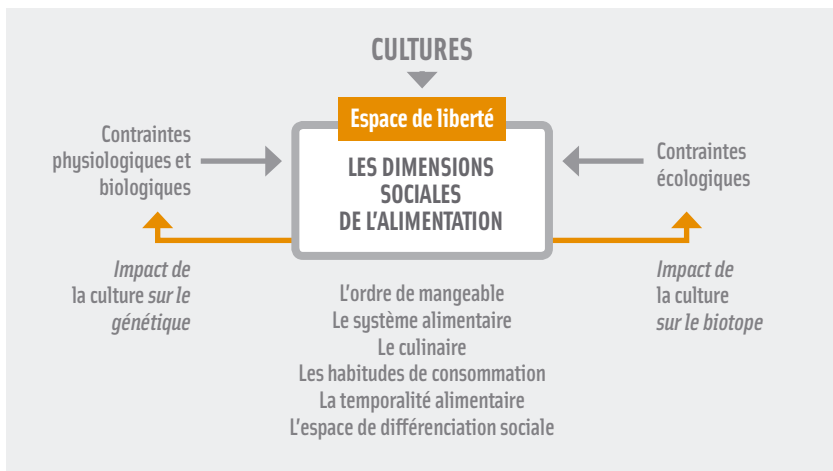 CULTURES
Espace de liberté
Contraintes
physiologiques et
biologiques
LES DIMENSIONS
SOCIALES
DE L'ALIMENTATION
Contraintes
écologiques
Impact de
la culture sur le
génétique
L'ordre de mangeable
Le système alimentaire
Le culinaire
Les habitudes de consommation
La temporalité alimentaire
L'espace de différenciation sociale
Impact de
la culture
sur le biotope